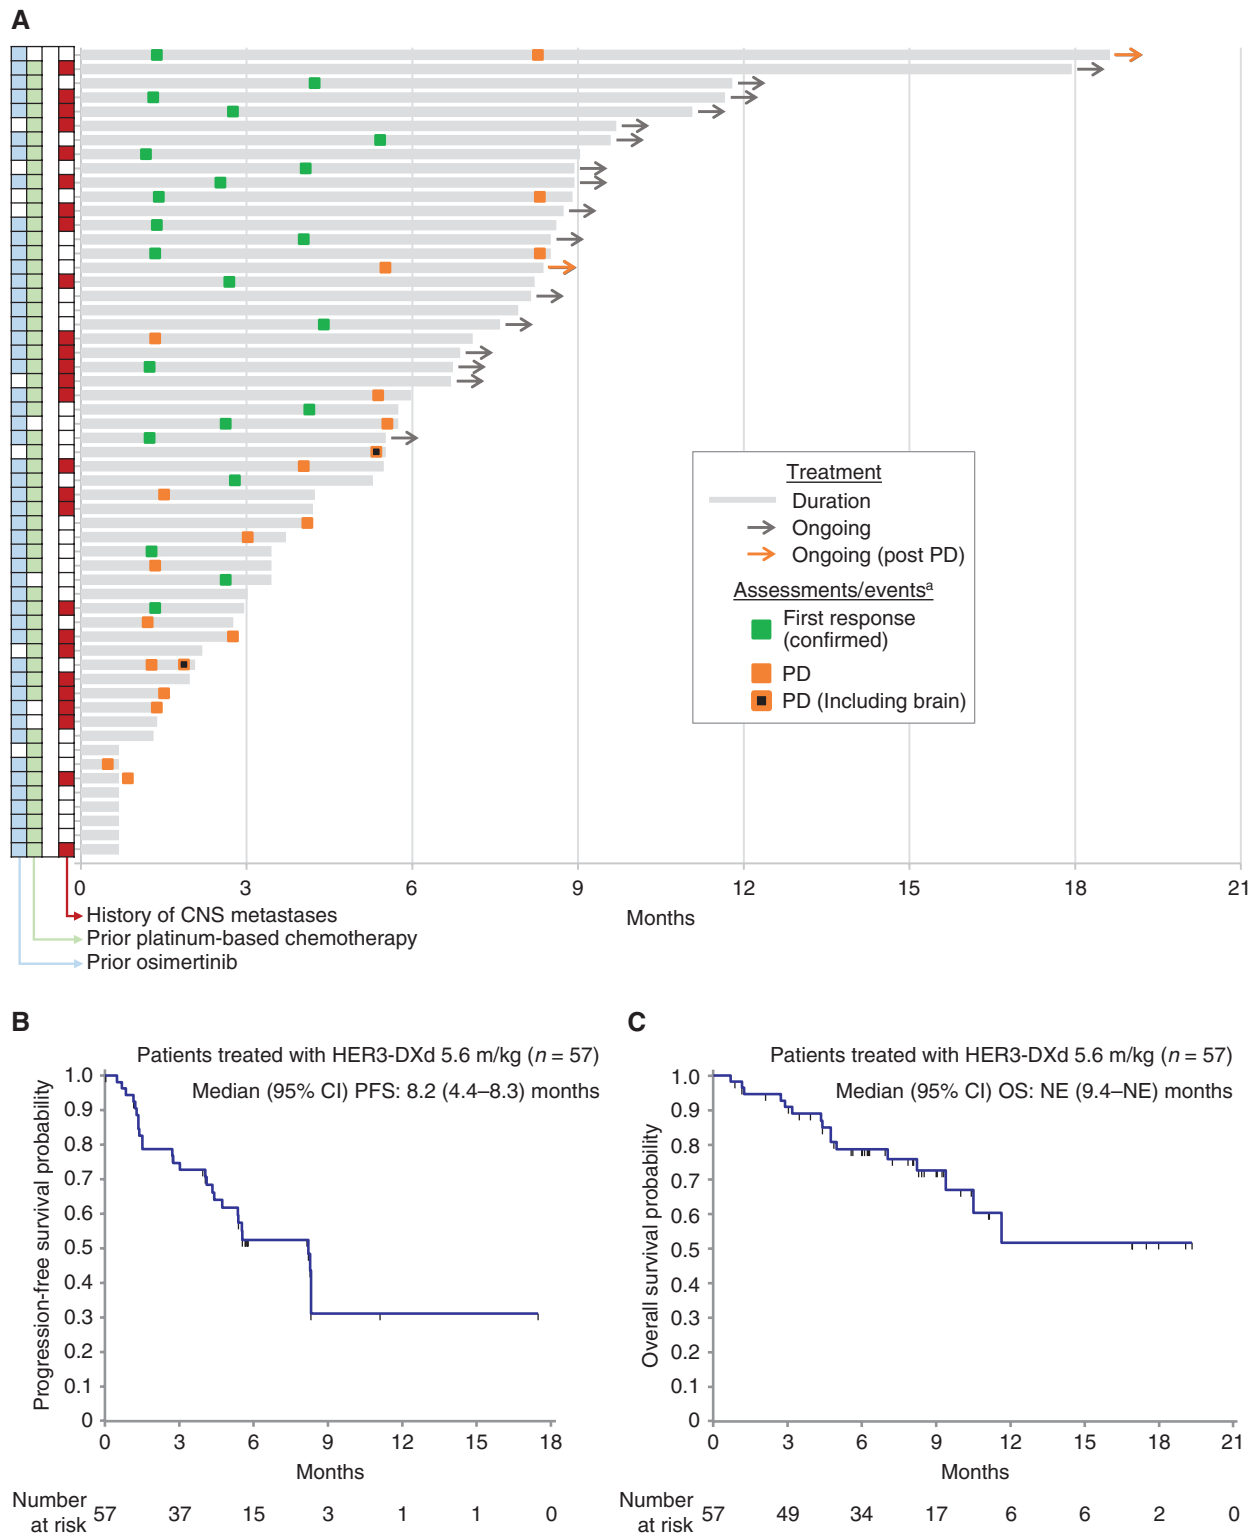 A
Treatment
Duration
Ongoing
Ongoing (post PD)
Assessments/eventsᵃ
First response
(confirmed)
PD
PD (Including brain)
0 3 6 9 12 15 18 21
Months
History of CNS metastases
Prior platinum-based chemotherapy
Prior osimertinib
B
Patients treated with HER3-DXd 5.6 m/kg (n = 57)
Median (95% CI) PFS: 8.2 (4.4–8.3) months
Progression-free survival probability
1.0
0.9
0.8
0.7
0.6
0.5
0.4
0.3
0.2
0.1
0
0 3 6 9 12 15 18
Months
Number
at risk
57 37 15 3 1 1 0
C
Patients treated with HER3-DXd 5.6 m/kg (n = 57)
Median (95% CI) OS: NE (9.4–NE) months
Overall survival probability
1.0
0.9
0.8
0.7
0.6
0.5
0.4
0.3
0.2
0.1
0
0 3 6 9 12 15 18 21
Months
Number
at risk
57 49 34 17 6 6 2 0